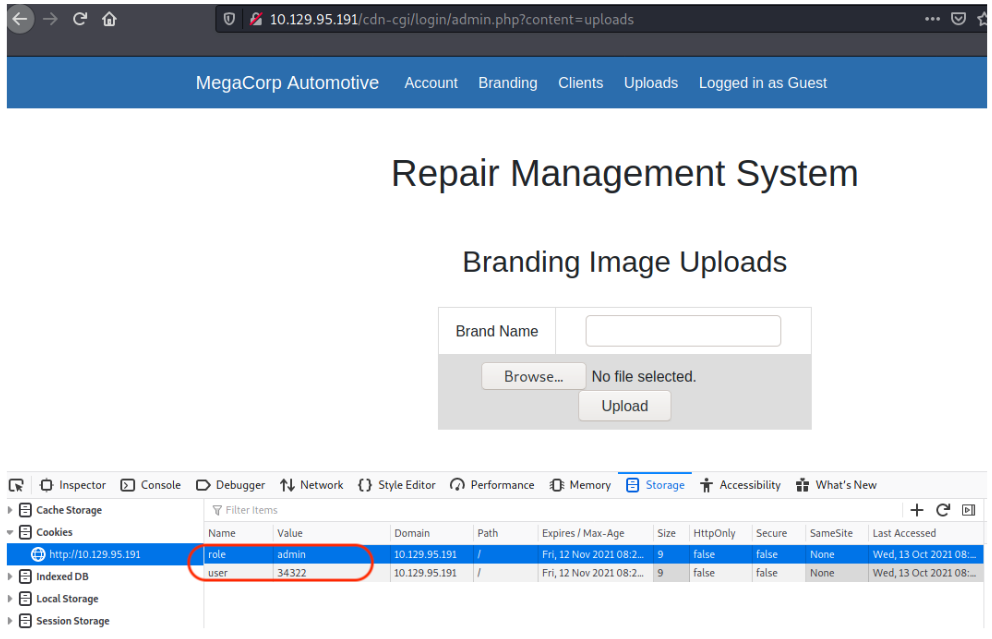 10.129.95.191/cdn-cgi/login/admin.php?content=uploads
MegaCorp Automotive Account Branding Clients Uploads Logged in as Guest
Repair Management System
Branding Image Uploads
Brand Name
Browse... No file selected.
Upload
Inspector Console Debugger Network Style Editor Performance Memory Storage Accessibility What's New
Cache Storage Filter Items
Cookies Name Value Domain Path Expires / Max-Age Size HttpOnly Secure SameSite Last Accessed
http://10.129.95.191 role admin 10.129.95.191 / Fri, 12 Nov 2021 08:2... 9 false false None Wed, 13 Oct 2021 08:...
Indexed DB user 34322 10.129.95.191 / Fri, 12 Nov 2021 08:2... 9 false false None Wed, 13 Oct 2021 08:...
Local Storage
Session Storage